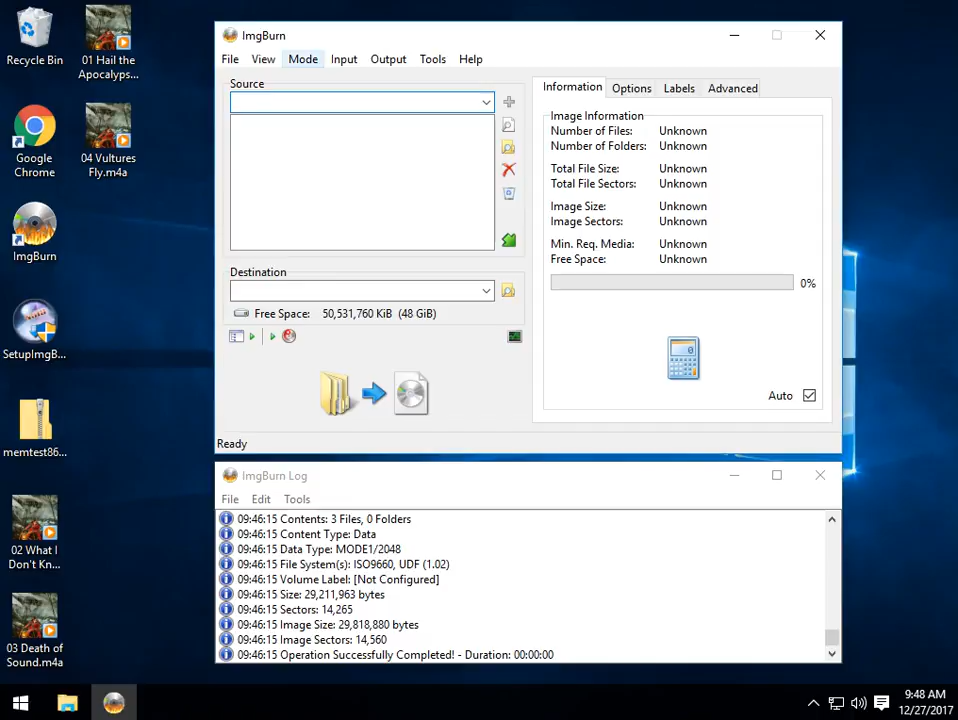 Recycle Bin
01 Hail the
Apocalyps...
Google
Chrome
04 Vultures
Fly.m4a
ImgBurn
SetupImgB...
memtest86...
02 What I
Don't Kn...
03 Death of
Sound.m4a
ImgBurn
File View Mode Input Output Tools Help
Source
Destination
Free Space: 50,531,760 KiB (48 GiB)
Ready
Information Options Labels Advanced
Image Information
Number of Files: Unknown
Number of Folders: Unknown
Total File Size: Unknown
Total File Sectors: Unknown
Image Size: Unknown
Image Sectors: Unknown
Min. Req. Media: Unknown
Free Space: Unknown
0%
0
Auto
ImgBurn Log
File Edit Tools
09:46:15 Contents: 3 Files, 0 Folders
09:46:15 Content Type: Data
09:46:15 Data Type: MODE1/2048
09:46:15 File System(s): ISO9660, UDF (1.02)
09:46:15 Volume Label: [Not Configured]
09:46:15 Size: 29,211,963 bytes
09:46:15 Sectors: 14,265
09:46:15 Image Size: 29,818,880 bytes
09:46:15 Image Sectors: 14,560
09:46:15 Operation Successfully Completed! - Duration: 00:00:00
9:48 AM
12/27/2017